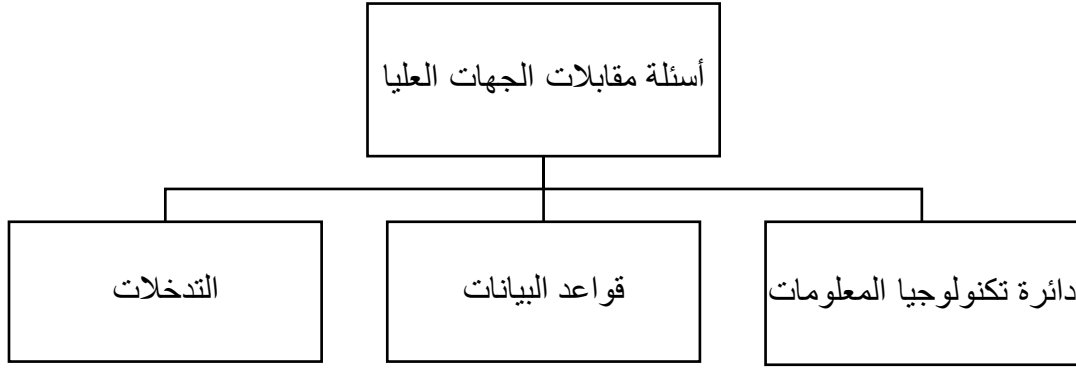 أسئلة مقابلات الجهات العليا
دائرة تكنولوجيا المعلومات
قواعد البيانات
التدخلات